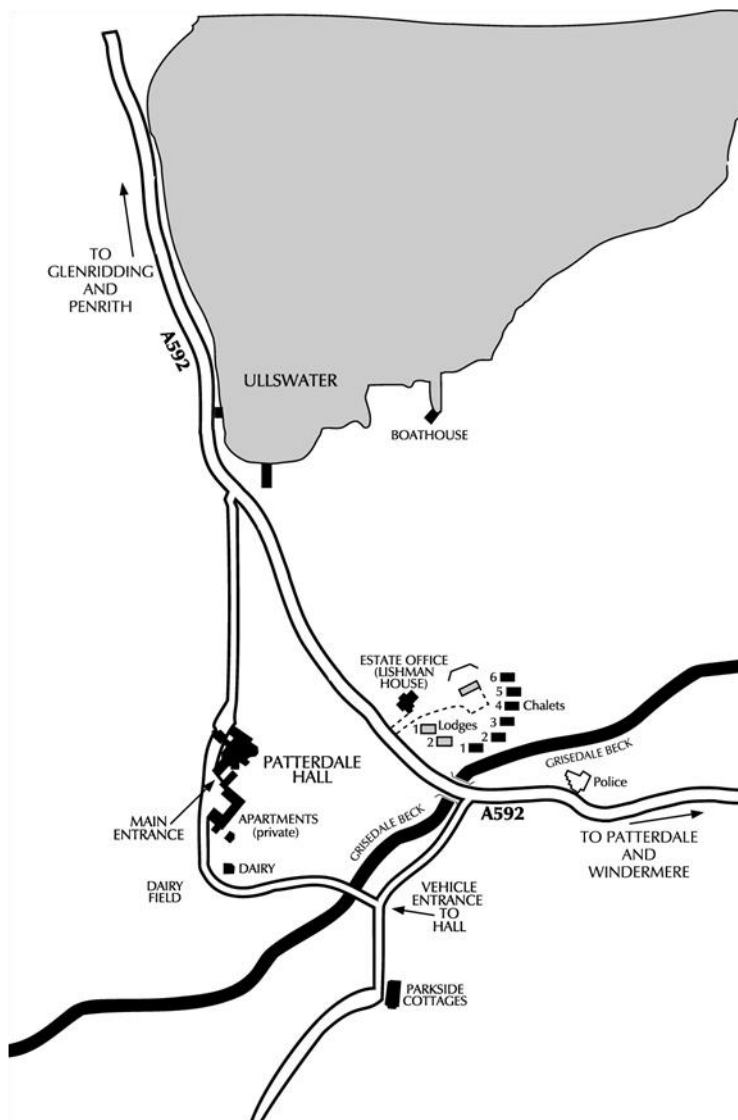 TO
GLENRIDDING
AND
PENRITH
A592
ULLSWATER
BOATHOUSE
ESTATE OFFICE
(LISHMAN
HOUSE)
6
5
4 Chalets
3
2
1
Lodges
1
2
GRISEDALE BECK
PATTERDALE
HALL
Police
MAIN
ENTRANCE
APARTMENTS
(private)
GRISEDALE BECK
A592
TO PATTERDALE
AND
WINDERMERE
DAIRY
DAIRY
FIELD
VEHICLE
ENTRANCE
TO
HALL
PARKSIDE
COTTAGES